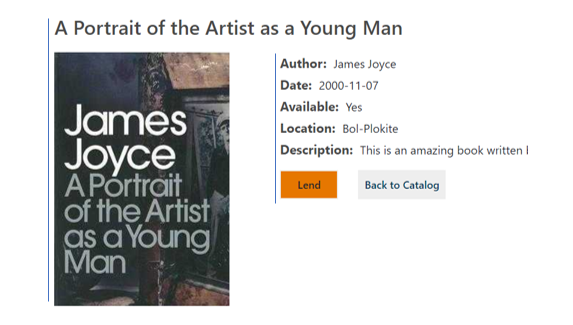 A Portrait of the Artist as a Young Man
James
Joyce
A Portrait
of the Artist
as a Young
Man
Author: James Joyce
Date: 2000-11-07
Available: Yes
Location: Bol-Plokite
Description: This is an amazing book written
Lend
Back to Catalog